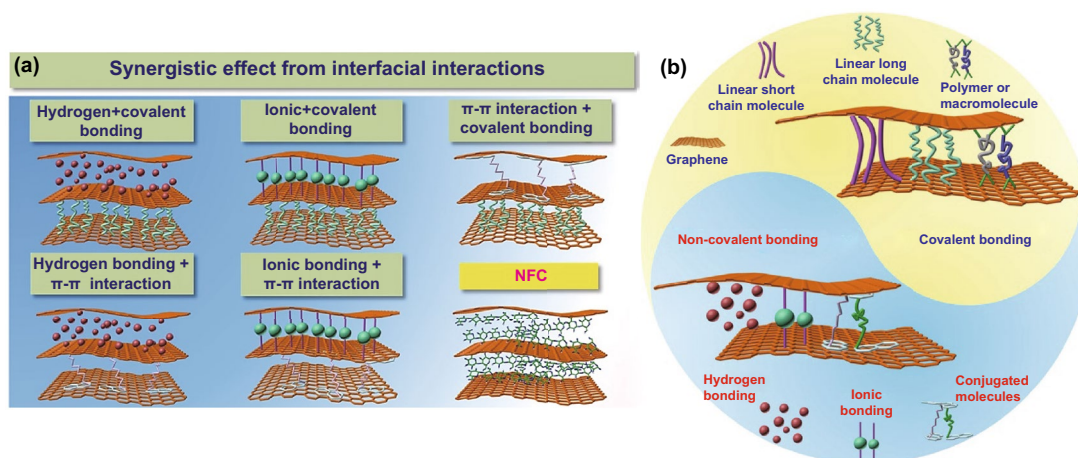 (a)
Synergistic effect from interfacial interactions
Hydrogen+covalent
bonding
Ionic+covalent
bonding
π-π interaction +
covalent bonding
Hydrogen bonding +
π-π interaction
Ionic bonding +
π-π interaction
NFC
(b)
Linear short
chain molecule
Linear long
chain molecule
Polymer or
macromolecule
Graphene
Non-covalent bonding
Covalent bonding
Hydrogen
bonding
Ionic
bonding
Conjugated
molecules